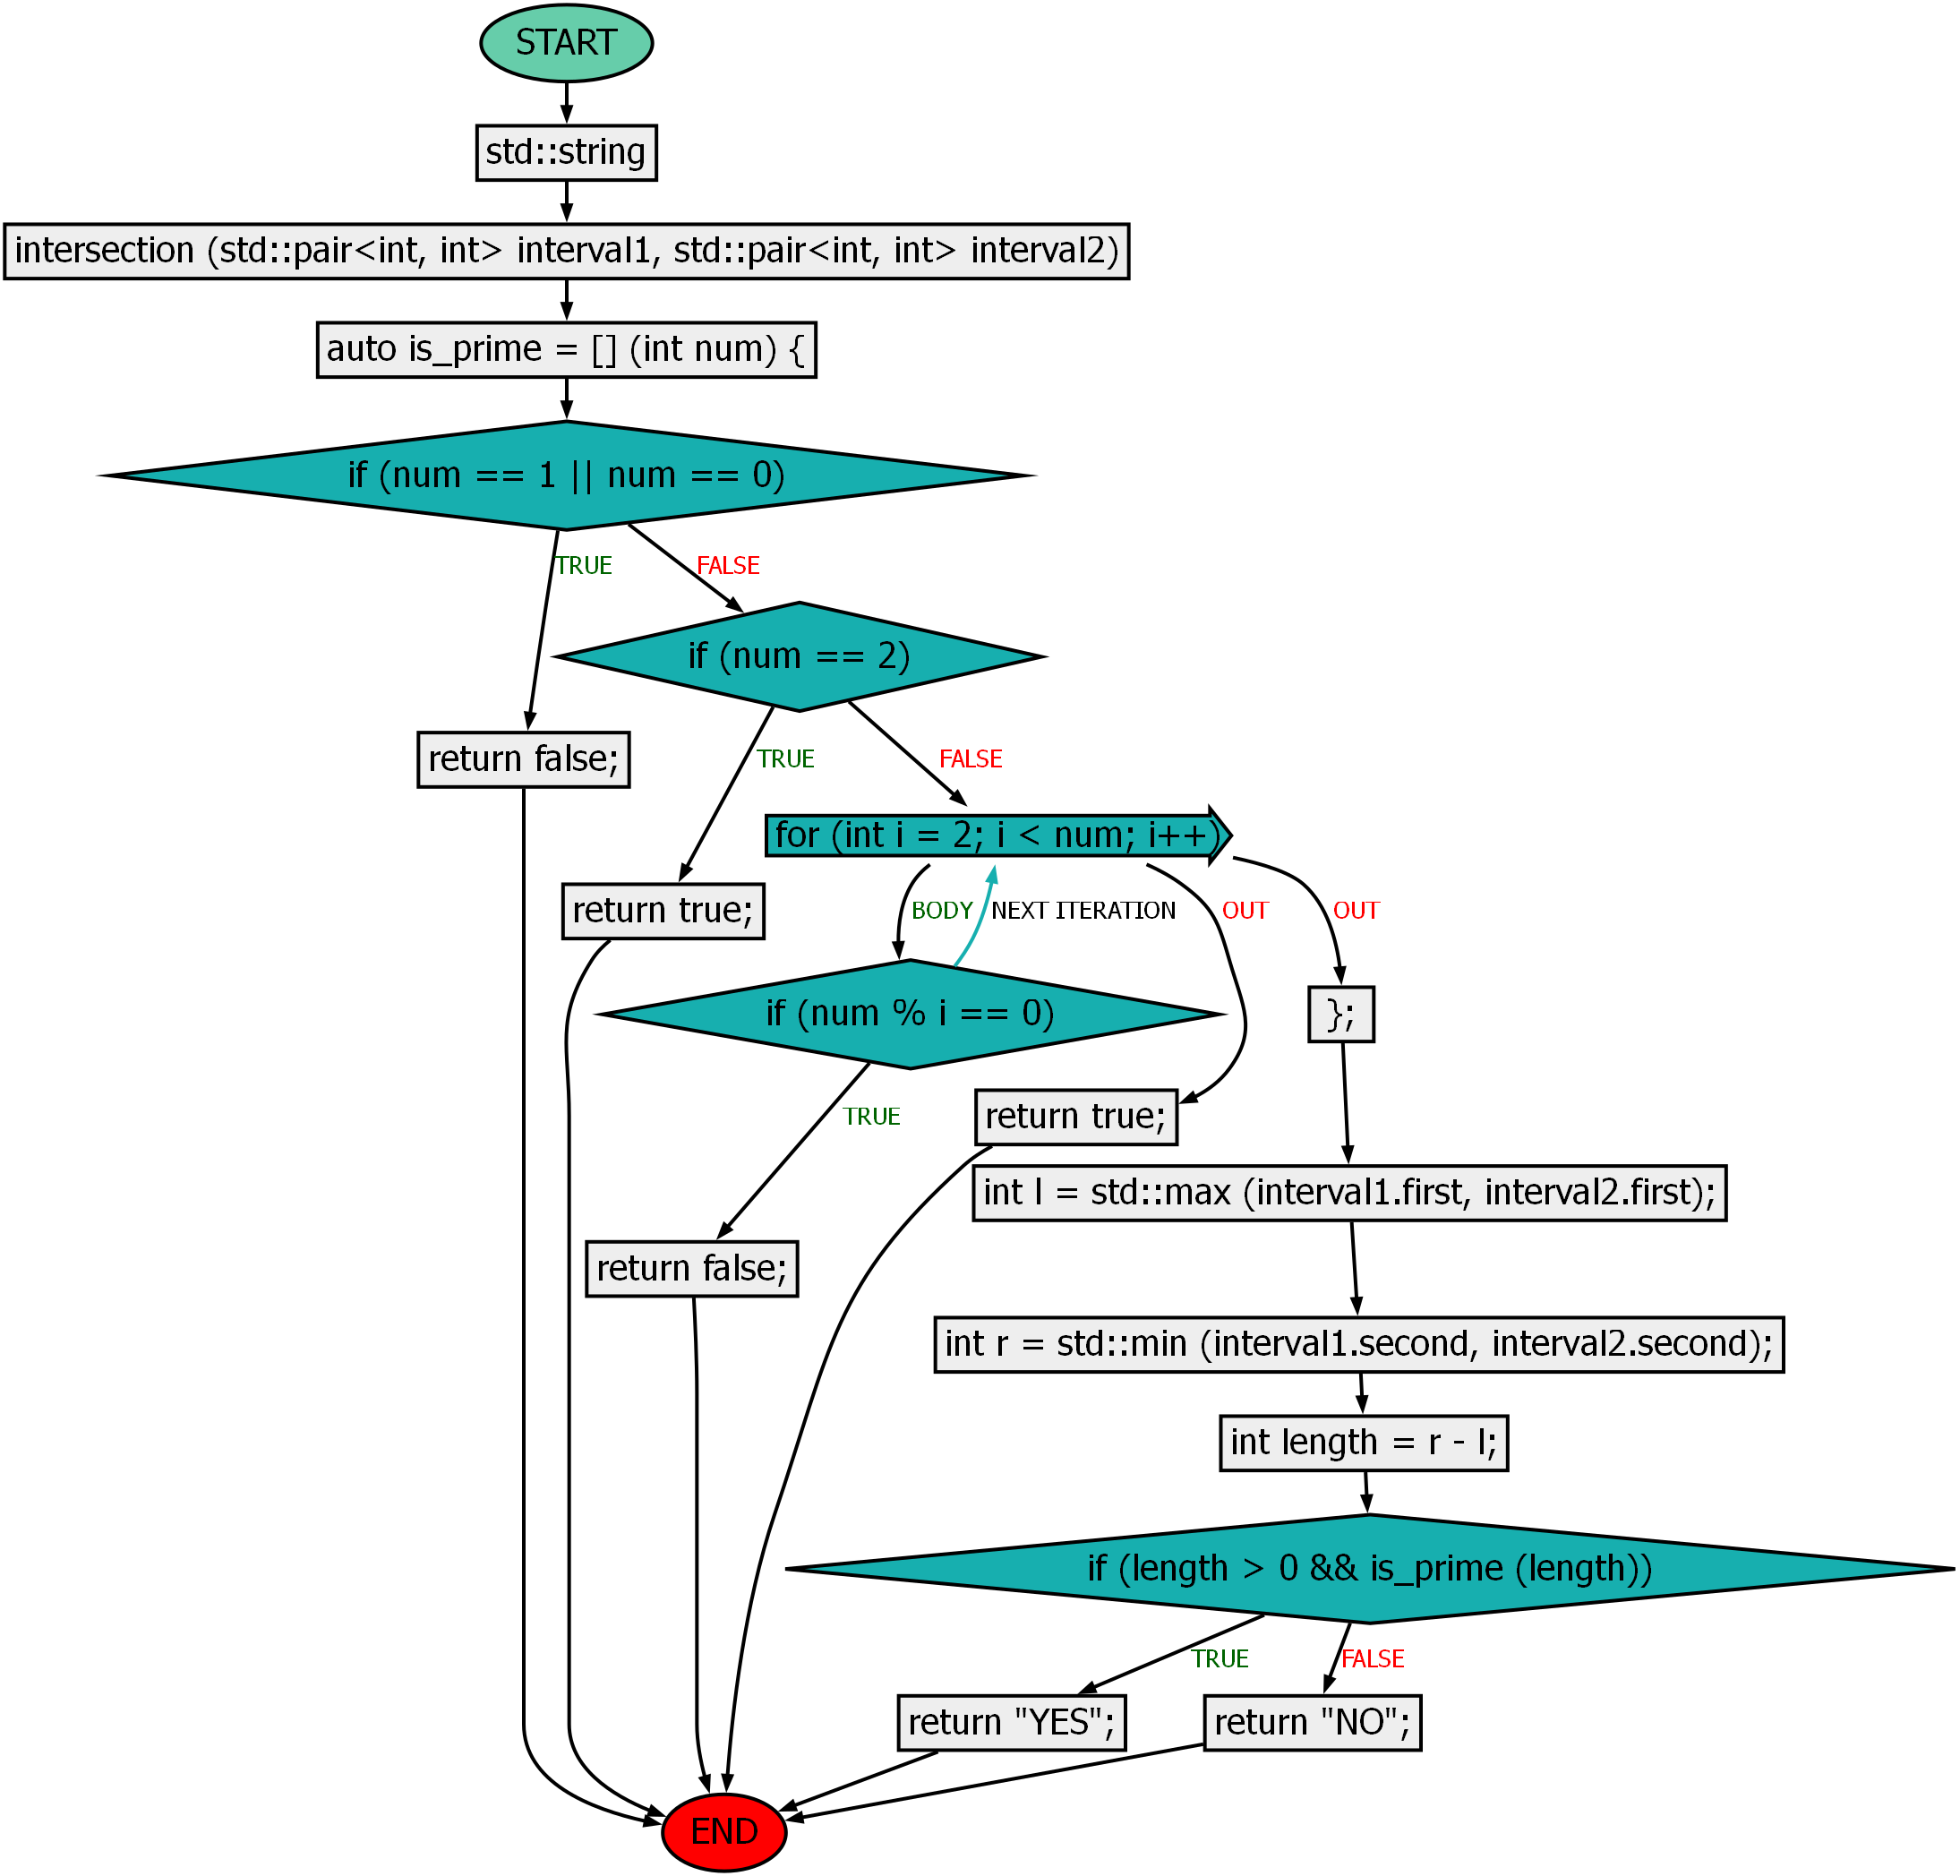 START
std::string
intersection (std::pair<int, int> interval1, std::pair<int, int> interval2)
auto is_prime = [] (int num) {
if (num == 1 || num == 0)
TRUE
FALSE
if (num == 2)
return false;
TRUE
FALSE
for (int i = 2; i < num; i++)
return true;
BODY
NEXT ITERATION
OUT
OUT
if (num % i == 0)
};
TRUE
return true;
int l = std::max (interval1.first, interval2.first);
return false;
int r = std::min (interval1.second, interval2.second);
int length = r - l;
if (length > 0 && is_prime (length))
TRUE
FALSE
return "YES";
return "NO";
END